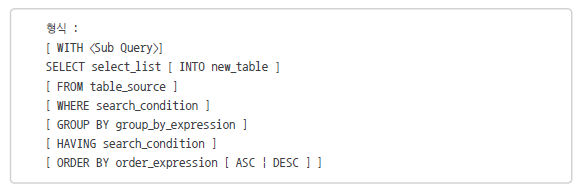 형식 :
[ WITH <Sub Query>]
SELECT select_list [ INTO new_table ]
[ FROM table_source ]
[ WHERE search_condition ]
[ GROUP BY group_by_expression ]
[ HAVING search_condition ]
[ ORDER BY order_expression [ ASC ¦ DESC ] ]